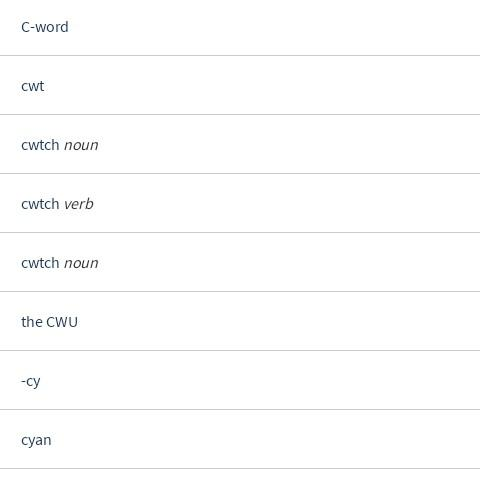 C-word
cwt
cwtch noun
cwtch verb
cwtch noun
the CWU
-cy
cyan